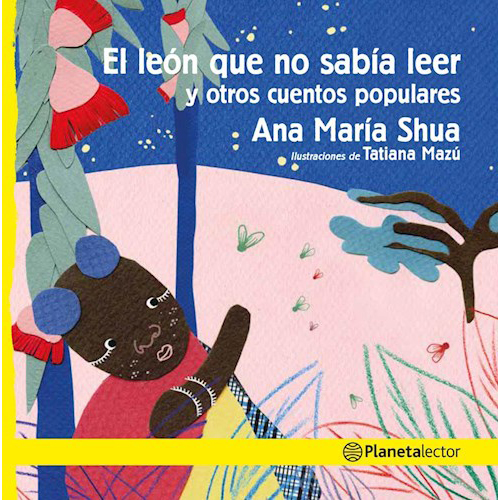 El león que no sabía leer
y otros cuentos populares
Ana María Shua
Ilustraciones de Tatiana Mazú
Planetalector